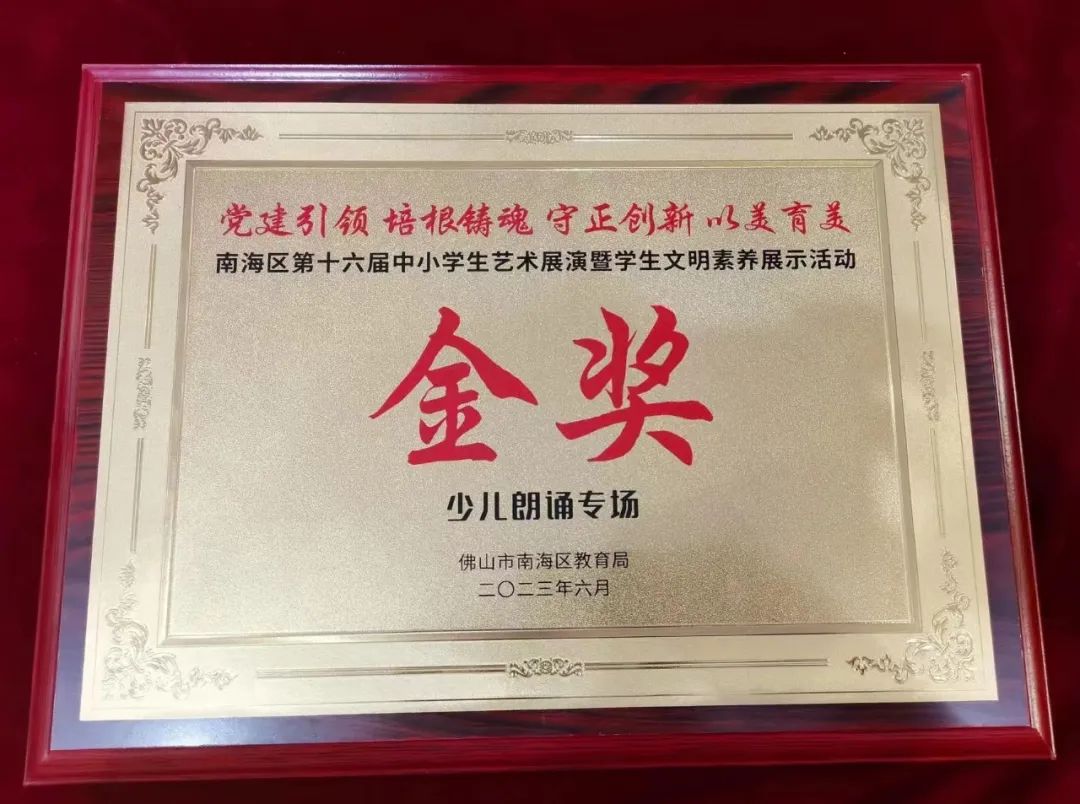 党建引领 培根铸魂 守正创新 以美育美
南海区第十六届中小学生艺术展演暨学生文明素养展示活动
金奖
少儿朗诵专场
佛山市南海区教育局
二〇二三年六月